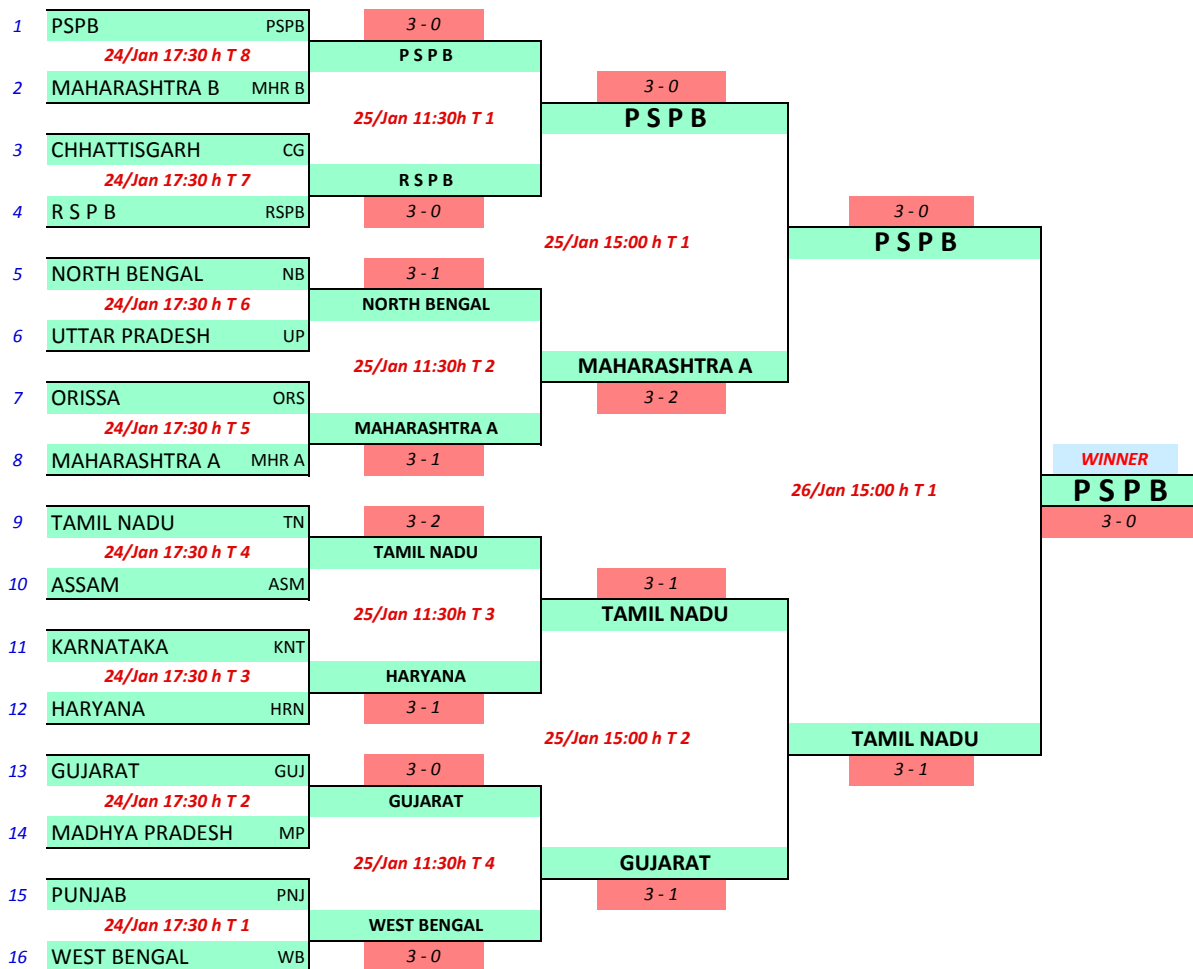 1 PSPB PSPB 3 - 0
24/Jan 17:30 h T 8 P S P B
2 MAHARASHTRA B MHR B 3 - 0
25/Jan 11:30h T 1 P S P B
3 CHHATTISGARH CG
24/Jan 17:30 h T 7 R S P B
4 R S P B RSPB 3 - 0 3 - 0
25/Jan 15:00 h T 1 P S P B
5 NORTH BENGAL NB 3 - 1
24/Jan 17:30 h T 6 NORTH BENGAL
6 UTTAR PRADESH UP
25/Jan 11:30h T 2 MAHARASHTRA A
7 ORISSA ORS 3 - 2
24/Jan 17:30 h T 5 MAHARASHTRA A
8 MAHARASHTRA A MHR A 3 - 1 WINNER
26/Jan 15:00 h T 1 P S P B
9 TAMIL NADU TN 3 - 2 3 - 0
24/Jan 17:30 h T 4 TAMIL NADU
10 ASSAM ASM 3 - 1
25/Jan 11:30h T 3 TAMIL NADU
11 KARNATAKA KNT
24/Jan 17:30 h T 3 HARYANA
12 HARYANA HRN 3 - 1
25/Jan 15:00 h T 2 TAMIL NADU
13 GUJARAT GUJ 3 - 0 3 - 1
24/Jan 17:30 h T 2 GUJARAT
14 MADHYA PRADESH MP
25/Jan 11:30h T 4 GUJARAT
15 PUNJAB PNJ 3 - 1
24/Jan 17:30 h T 1 WEST BENGAL
16 WEST BENGAL WB 3 - 0